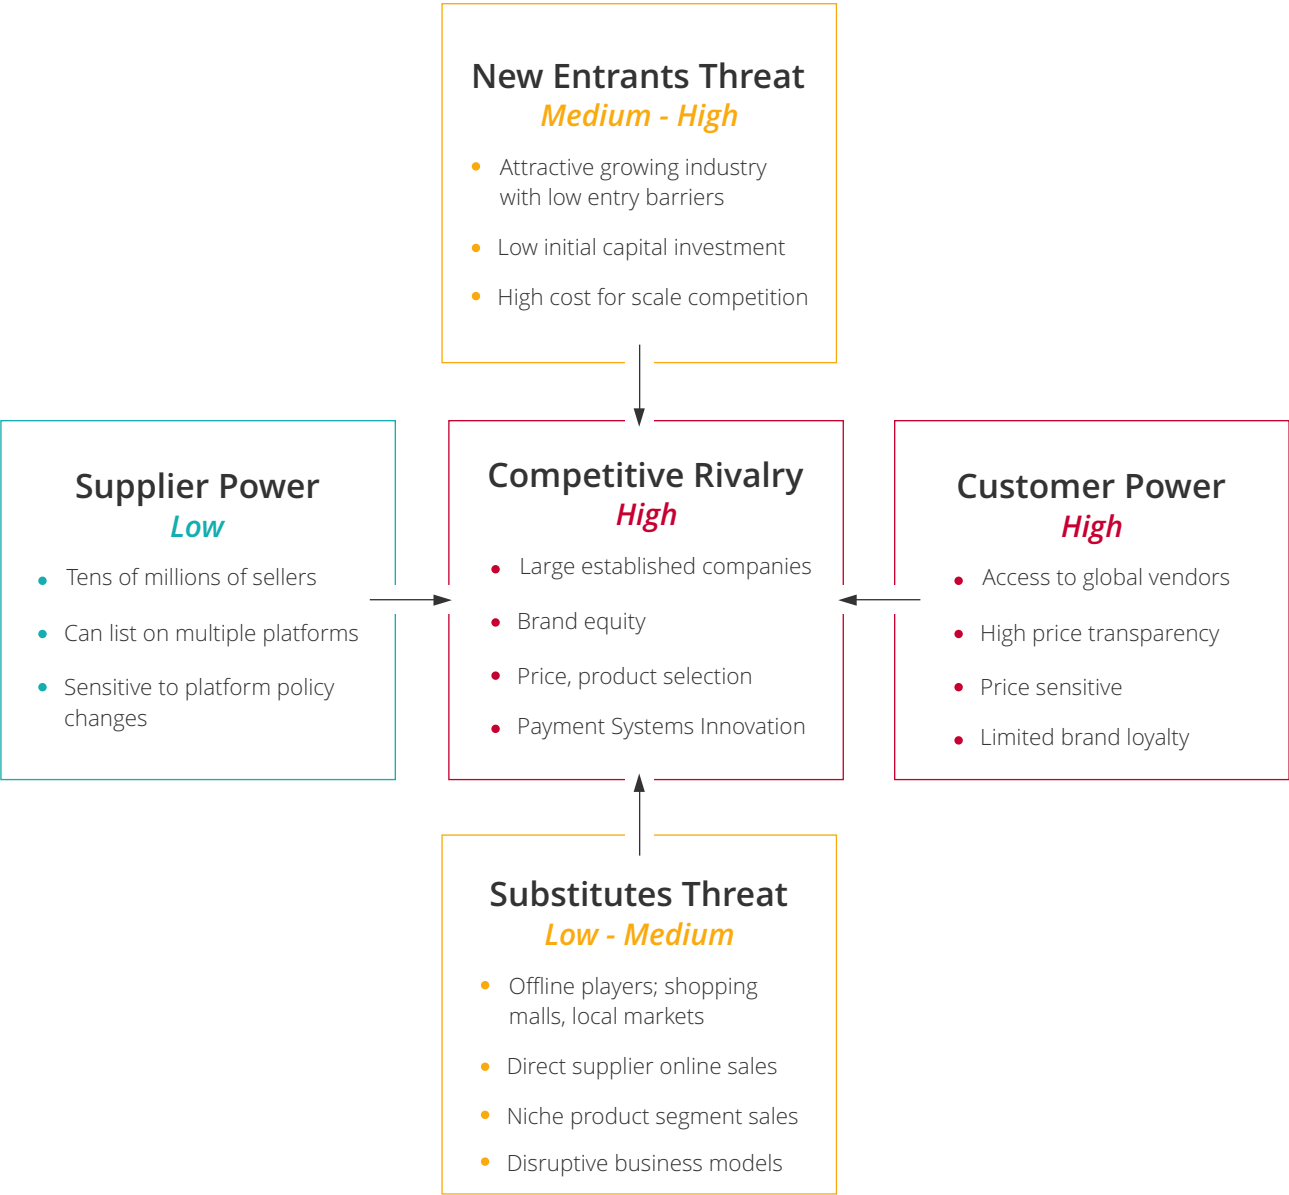 New Entrants Threat
Medium - High
Attractive growing industry
with low entry barriers
Low initial capital investment
High cost for scale competition
Supplier Power
Low
Tens of millions of sellers
Can list on multiple platforms
Sensitive to platform policy
changes
Competitive Rivalry
High
Large established companies
Brand equity
Price, product selection
Payment Systems Innovation
Customer Power
High
Access to global vendors
High price transparency
Price sensitive
Limited brand loyalty
Substitutes Threat
Low - Medium
Offline players; shopping
malls, local markets
Direct supplier online sales
Niche product segment sales
Disruptive business models